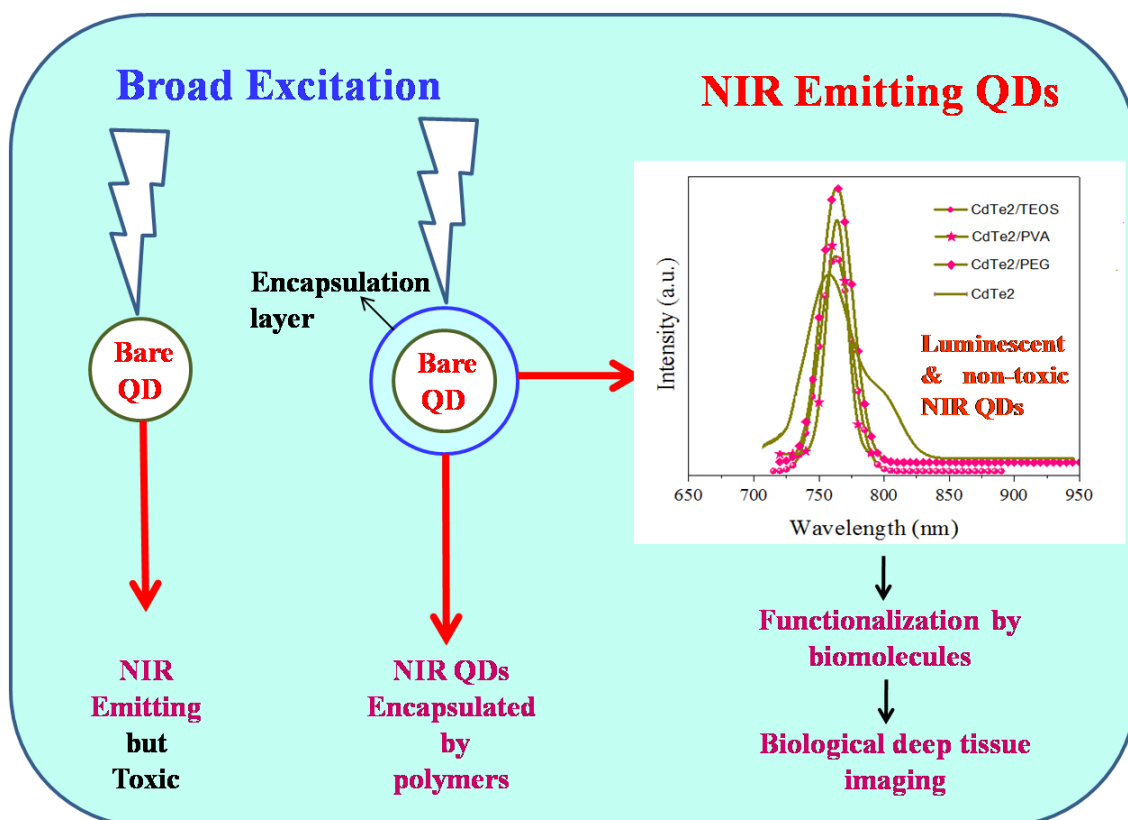 Broad Excitation
NIR Emitting QDs
Encapsulation
layer
Bare
QD
Bare
QD
NIR
Emitting
but
Toxic
NIR QDs
Encapsulated
by
polymers
Intensity (a.u.)
CdTe2/TEOS
CdTe2/PVA
CdTe2/PEG
CdTe2
Luminescent
& non-toxic
NIR QDs
650 700 750 800 850 900 950
Wavelength (nm)
Functionalization by
biomolecules
Biological deep tissue
imaging